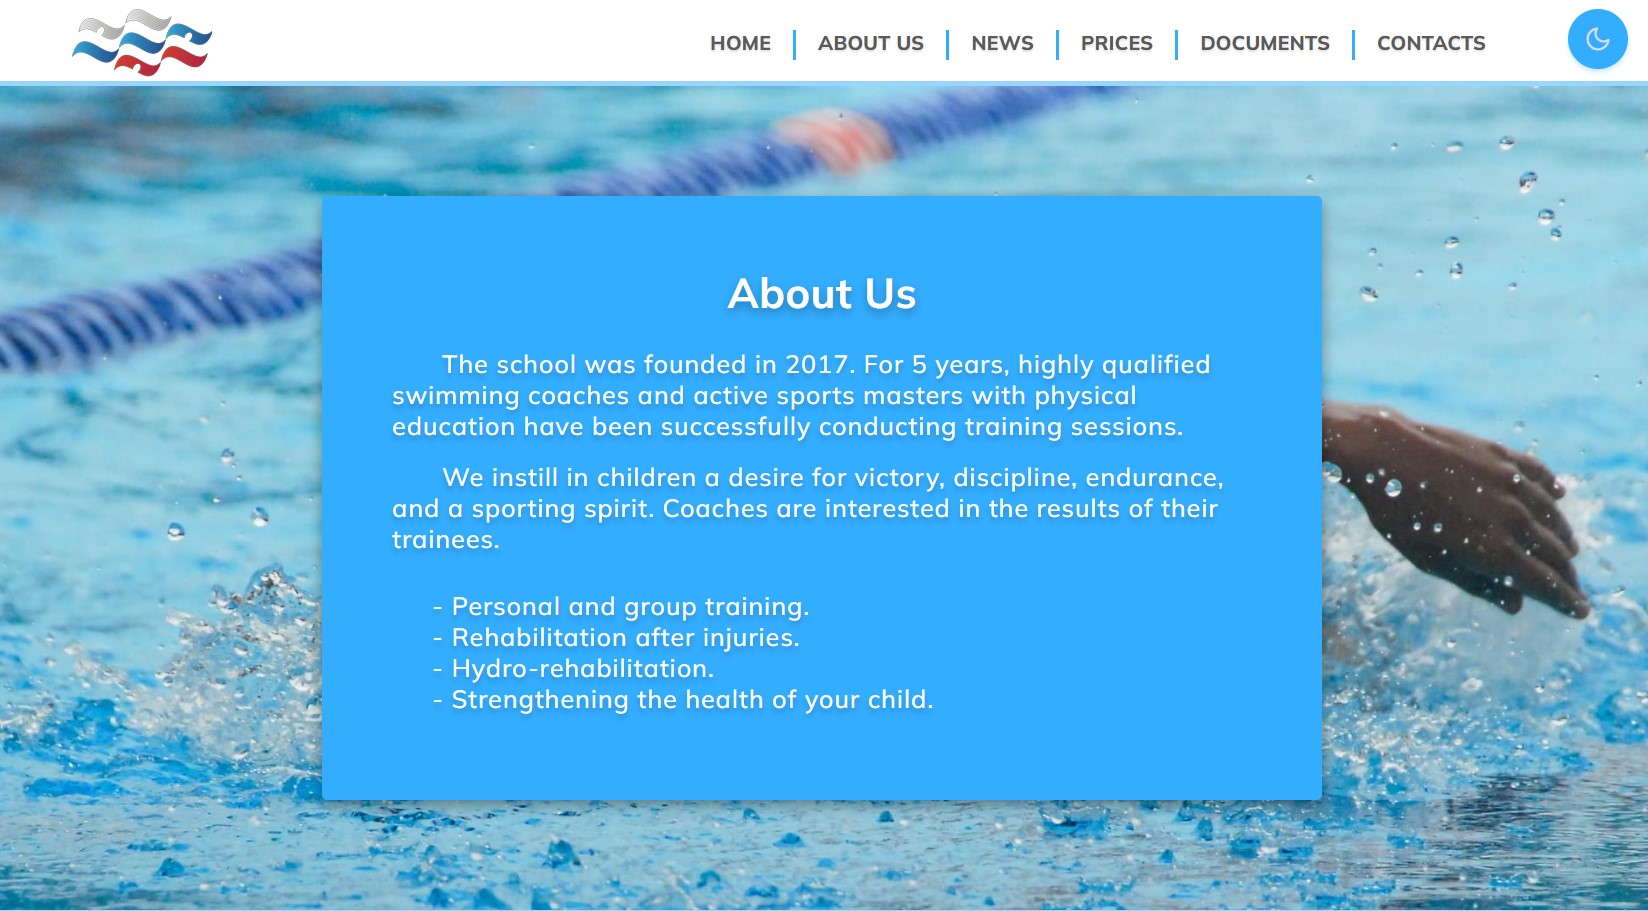 HOME
ABOUT US
NEWS
PRICES
DOCUMENTS
CONTACTS
About Us
The school was founded in 2017. For 5 years, highly qualified
swimming coaches and active sports masters with physical
education have been successfully conducting training sessions.
We instill in children a desire for victory, discipline, endurance,
and a sporting spirit. Coaches are interested in the results of their
trainees.
- Personal and group training.
- Rehabilitation after injuries.
- Hydro-rehabilitation.
- Strengthening the health of your child.